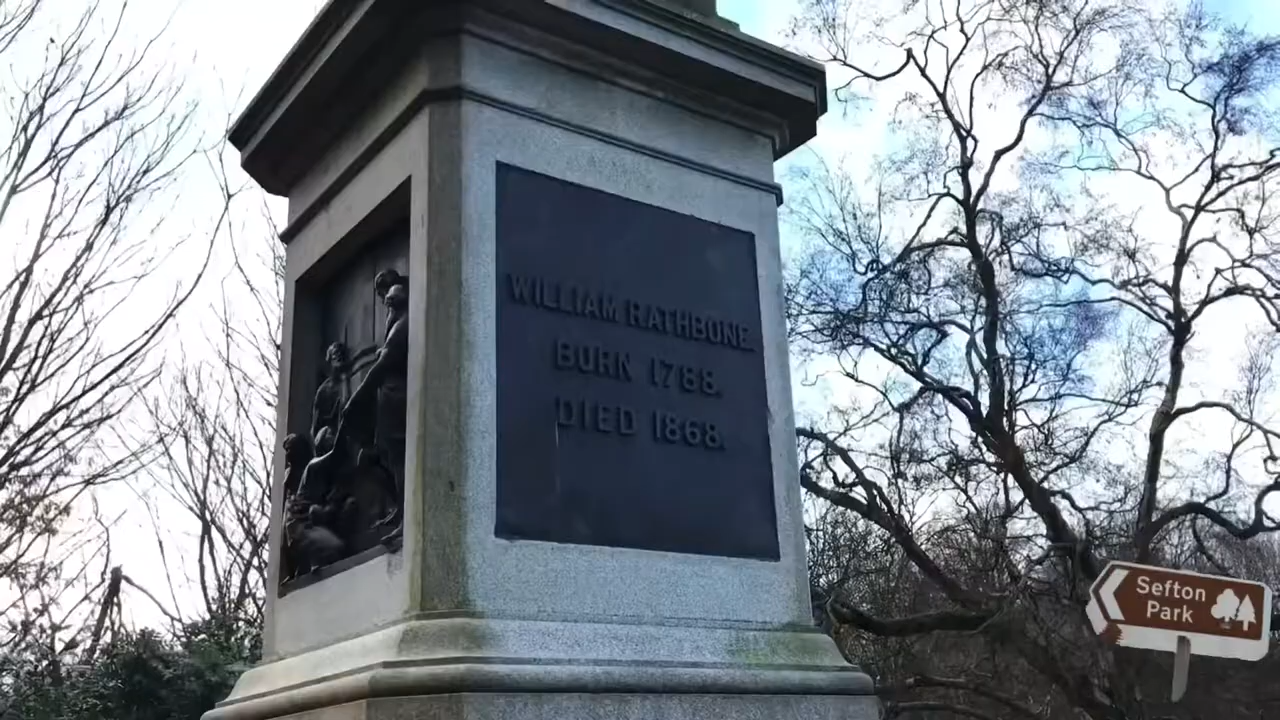 WILLIAM RATHBONE.
BORN 1788.
DIED 1868.
Sefton
Park